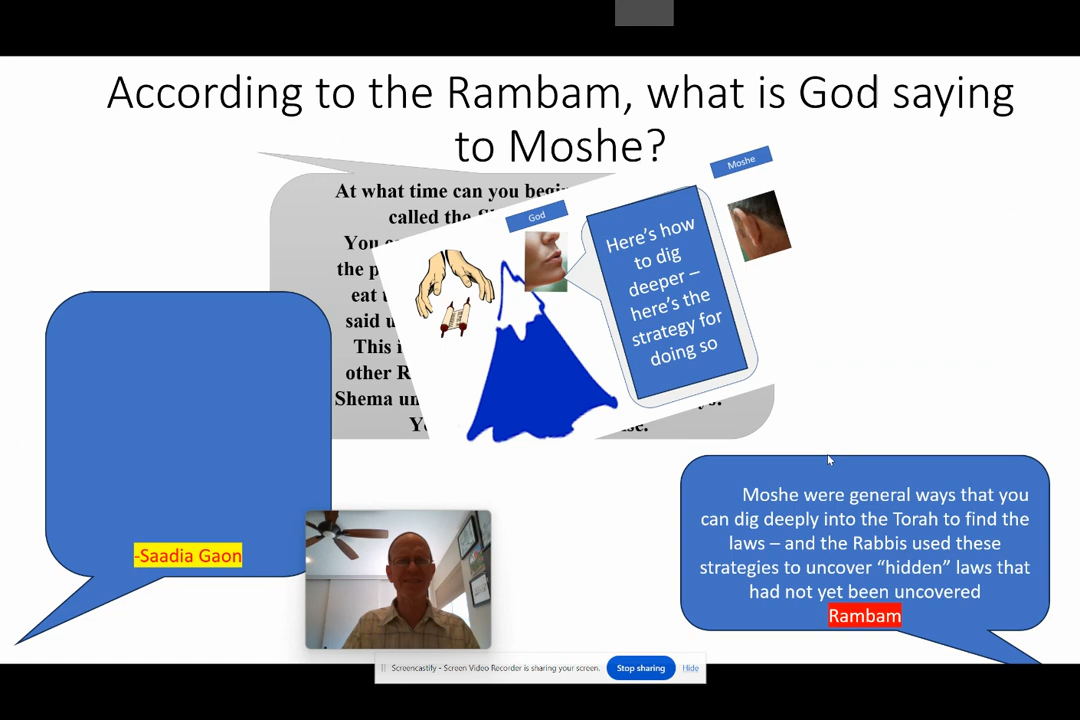 According to the Rambam, what is God saying
to Moshe?
At what time can you begin
called the
You
the p
eat
said u
This i
other R
Shema un
ys.
Yo
se.
God
Moshe
Here's how
to dig
deeper –
here's the
strategy for
doing so
-Saadia Gaon
Moshe were general ways that you
can dig deeply into the Torah to find the
laws – and the Rabbis used these
strategies to uncover "hidden" laws that
had not yet been uncovered
Rambam
Screencastify - Screen Video Recorder is sharing your screen.
Stop sharing
Hide